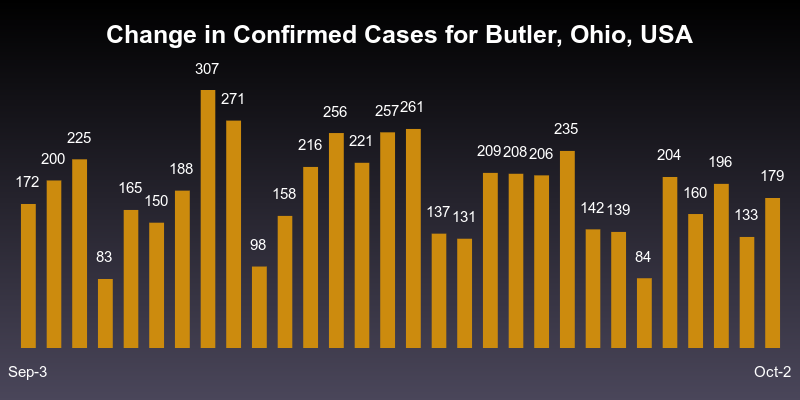 Change in Confirmed Cases for Butler, Ohio, USA
172 200 225 83 165 150 188 307 271 98 158 216 256 221 257 261 137 131 209 208 206 235 142 139 84 204 160 196 133 179
Sep-3 Oct-2